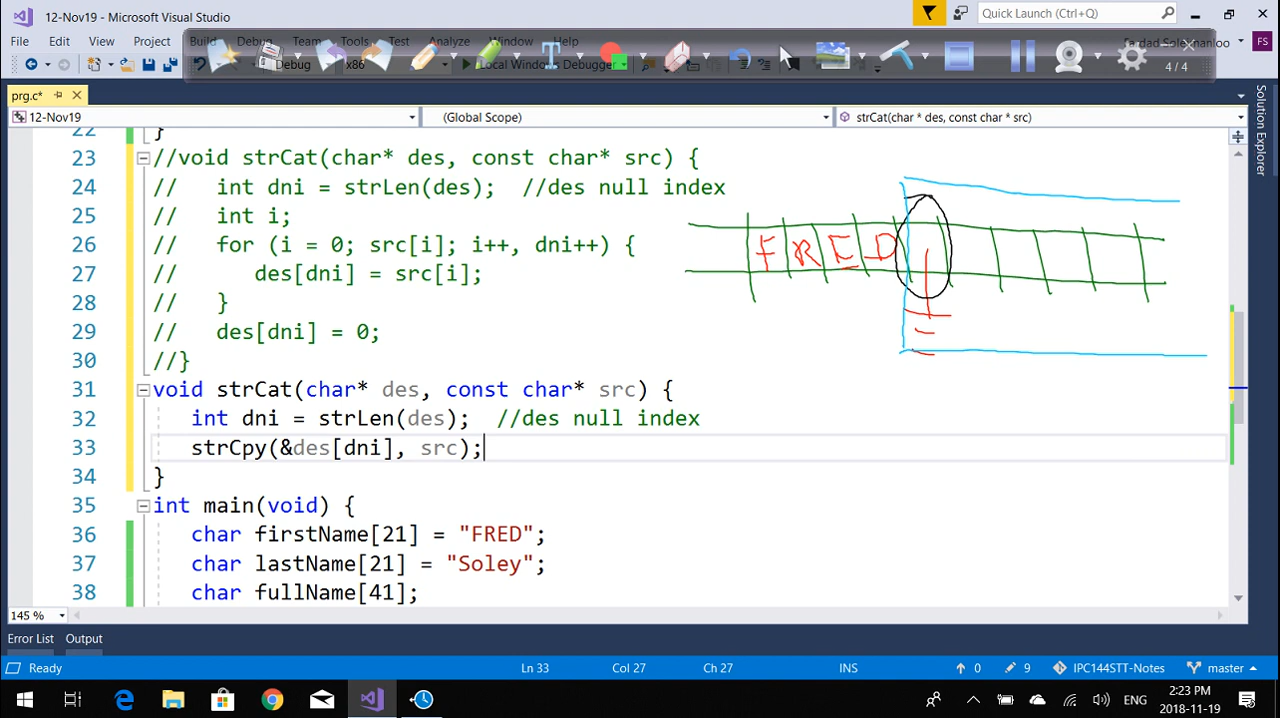 12-Nov19 - Microsoft Visual Studio
Quick Launch (Ctrl+Q)
File Edit View Project Build Debug Team Tools Test Analyze Window Help
FS
Debug x86 Local Windows Debugger
4 / 4
prg.c*
12-Nov19 (Global Scope) strCat(char * des, const char * src)
Solution Explorer
22 }
23 //void strCat(char* des, const char* src) {
24 // int dni = strLen(des); //des null index
25 // int i;
26 // for (i = 0; src[i]; i++, dni++) {
27 // des[dni] = src[i];
28 // }
29 // des[dni] = 0;
30 //}
31 void strCat(char* des, const char* src) {
32 int dni = strLen(des); //des null index
33 strCpy(&des[dni], src);
34 }
35 int main(void) {
36 char firstName[21] = "FRED";
37 char lastName[21] = "Soley";
38 char fullName[41];
F R E D
145 %
Error List Output
Ready Ln 33 Col 27 Ch 27 INS 0 9 IPC144STT-Notes master
ENG 2:23 PM
2018-11-19